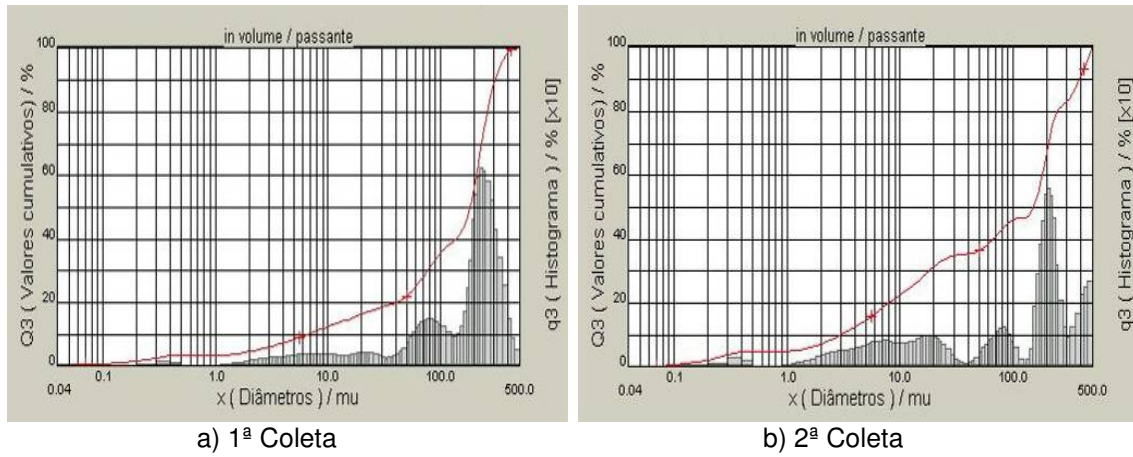 in volume / passante
Q3 ( Valores cumulativos) / %
100
80
60
40
20
0
0.04 0.1 1.0 10.0 100.0 500.0
x ( Diâmetros ) / mu
q3 ( Histograma ) / % [x10]
a) 1ª Coleta
in volume / passante
Q3 ( Valores cumulativos) / %
100
80
60
40
20
0
0.04 0.1 1.0 10.0 100.0 500.0
x ( Diâmetros ) / mu
q3 ( Histograma ) / % [x10]
b) 2ª Coleta